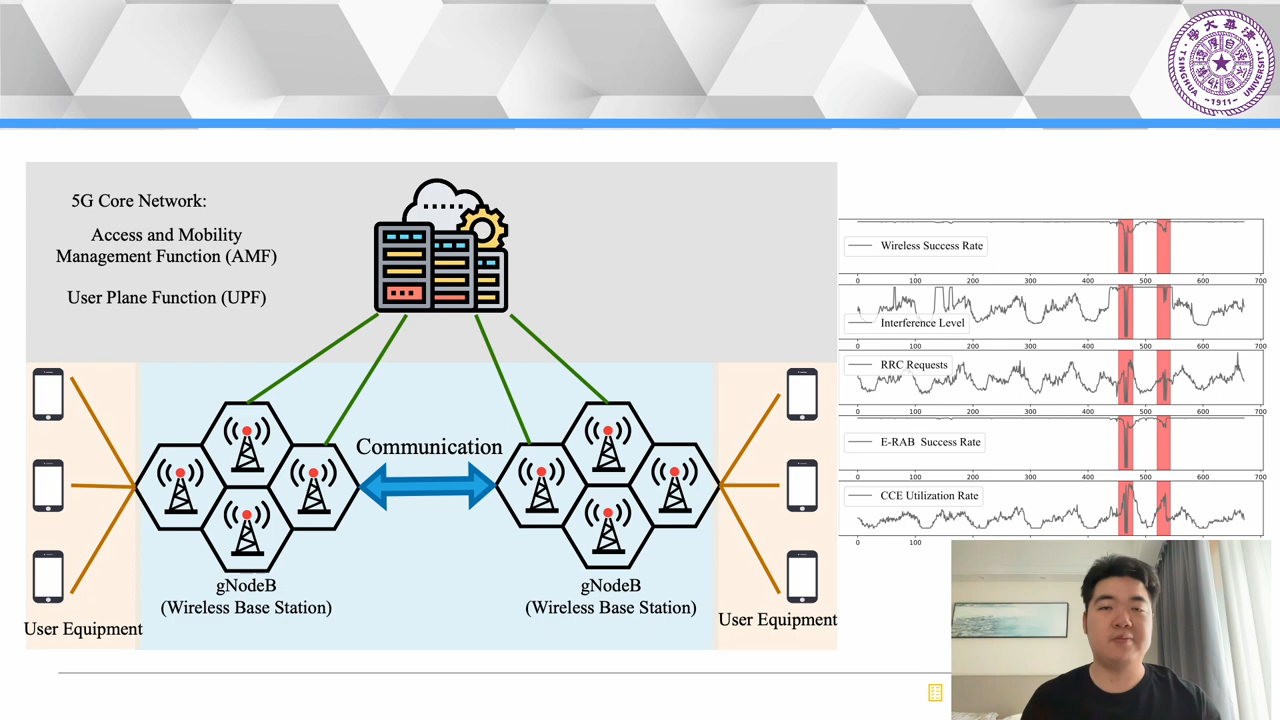 5G Core Network:
Access and Mobility
Management Function (AMF)
User Plane Function (UPF)
Communication
gNodeB
(Wireless Base Station)
gNodeB
(Wireless Base Station)
User Equipment
User Equipment
Wireless Success Rate
0 100 200 300 400 500 600 700
Interference Level
0 100 200 300 400 500 600 700
RRC Requests
0 100 200 300 400 500 600 700
E-RAB Success Rate
0 100 200 300 400 500 600 700
CCE Utilization Rate
0 100
TSINGHUA UNIVERSITY
-1911-